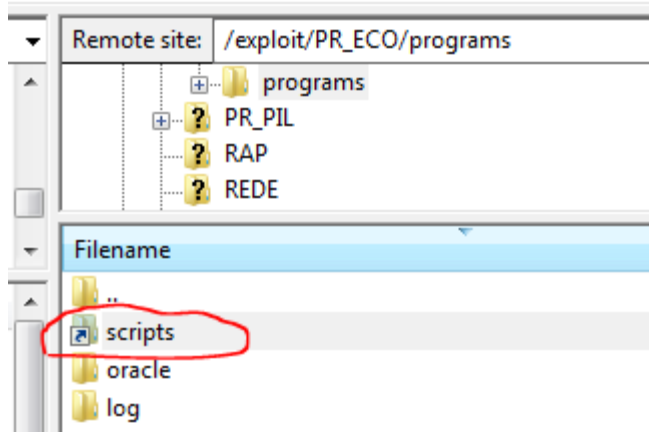 Remote site: /exploit/PR_ECO/programs
programs
PR_PIL
RAP
REDE
Filename
..
scripts
oracle
log